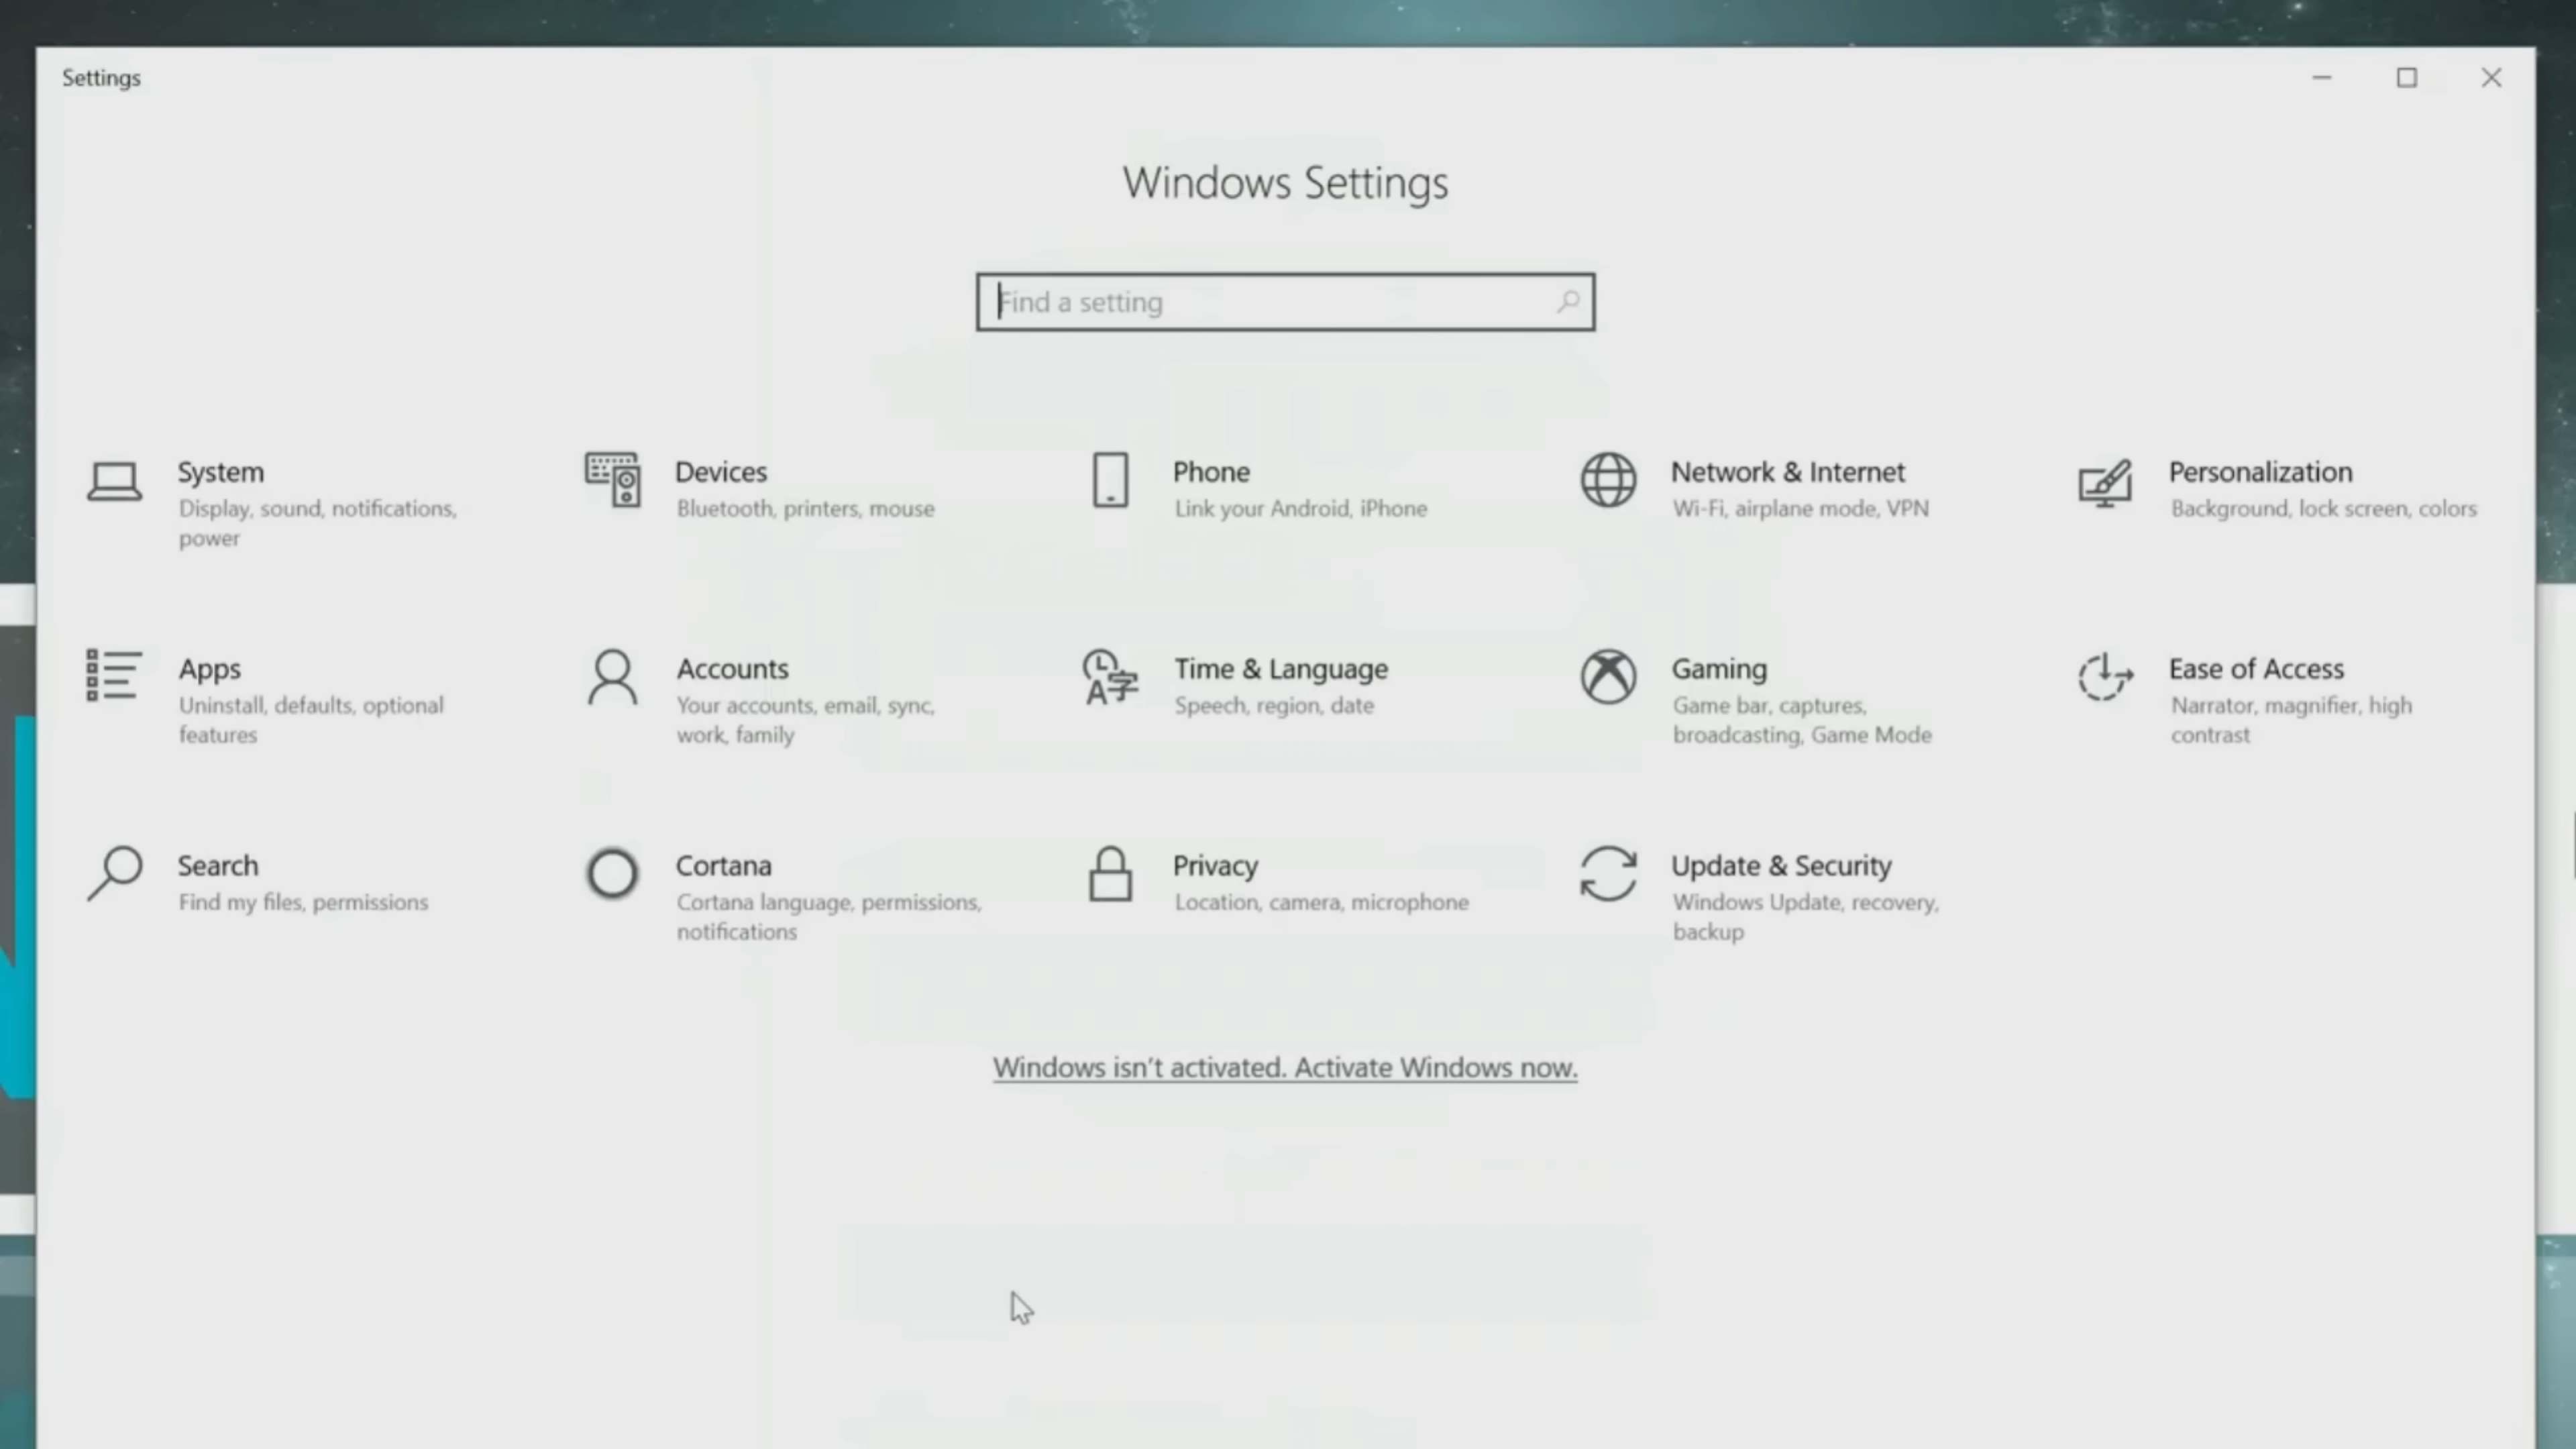 Settings
Windows Settings
Find a setting
System
Display, sound, notifications,
power
Devices
Bluetooth, printers, mouse
Phone
Link your Android, iPhone
Network & Internet
Wi-Fi, airplane mode, VPN
Personalization
Background, lock screen, colors
Apps
Uninstall, defaults, optional
features
Accounts
Your accounts, email, sync,
work, family
Time & Language
Speech, region, date
Gaming
Game bar, captures,
broadcasting, Game Mode
Ease of Access
Narrator, magnifier, high
contrast
Search
Find my files, permissions
Cortana
Cortana language, permissions,
notifications
Privacy
Location, camera, microphone
Update & Security
Windows Update, recovery,
backup
Windows isn't activated. Activate Windows now.